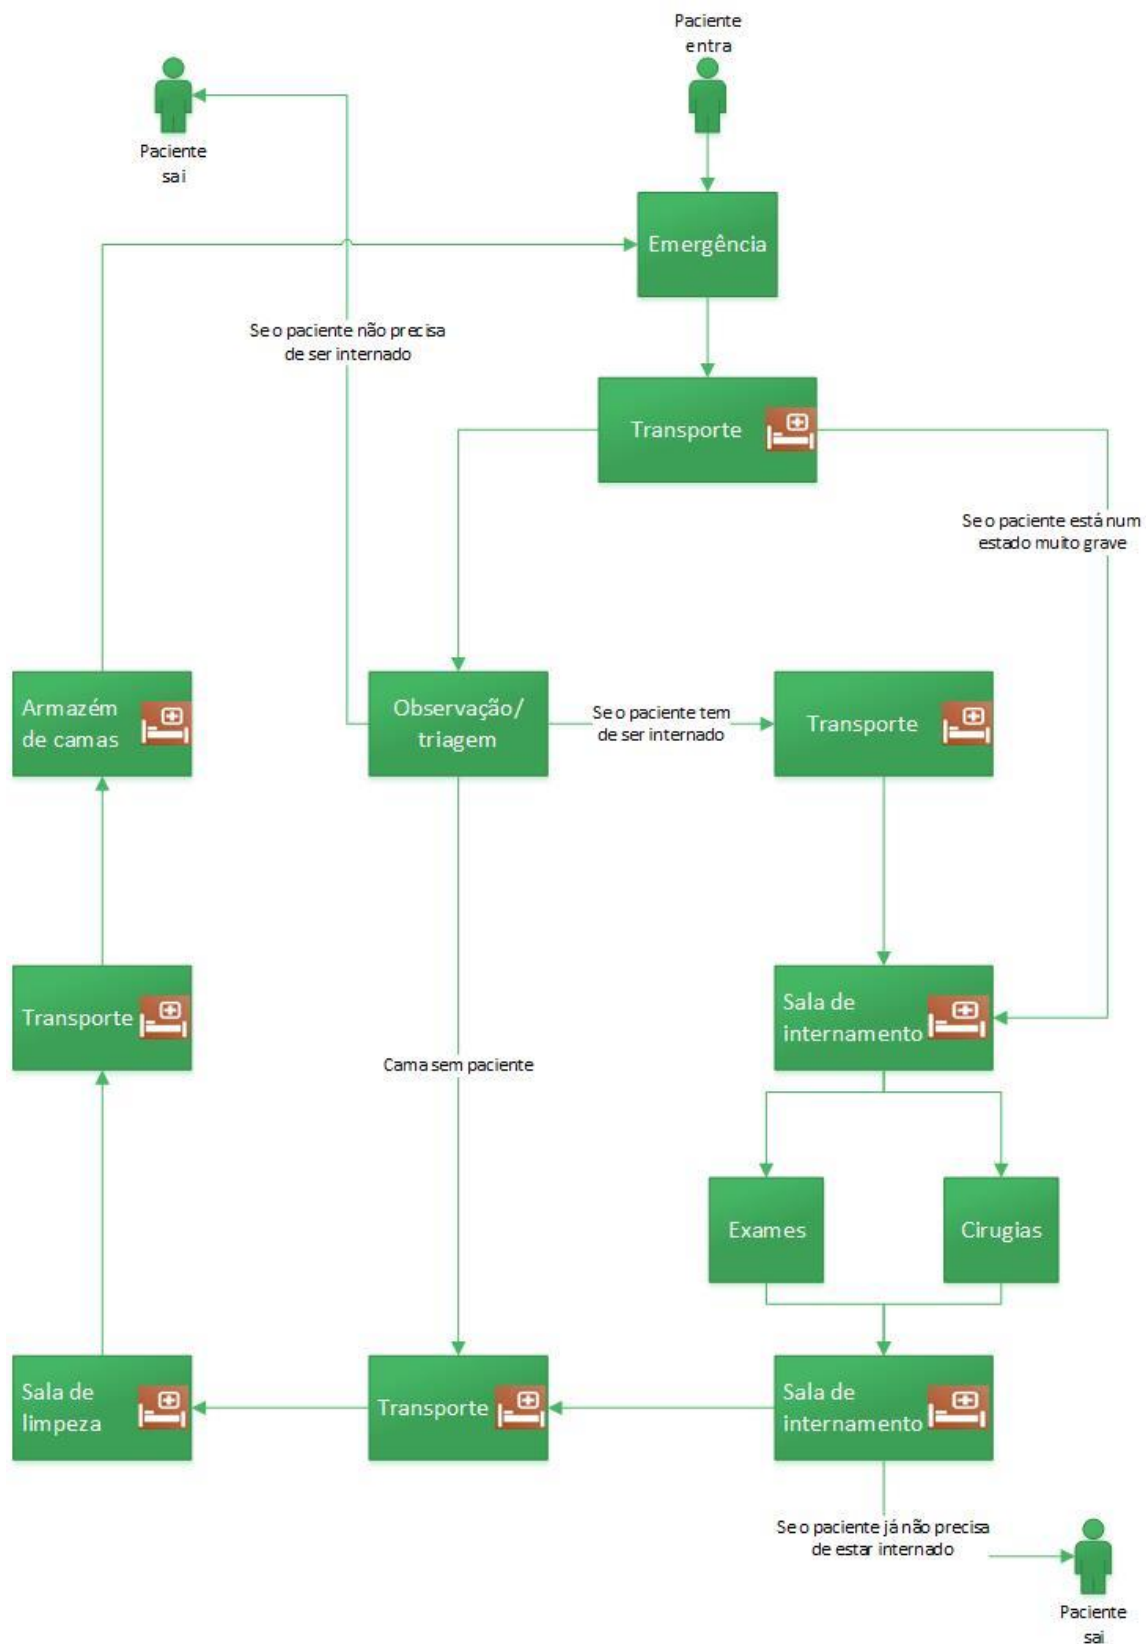 Paciente
entra
Paciente
sai
Emergência
Se o paciente não precisa
de ser internado
Transporte
Se o paciente está num
estado muito grave
Armazém
de camas
Observação/
triagem
Se o paciente tem
de ser internado
Transporte
Transporte
Sala de
internamento
Cama sem paciente
Exames
Cirugias
Sala de
limpeza
Transporte
Sala de
internamento
Se o paciente já não precisa
de estar internado
Paciente
sai